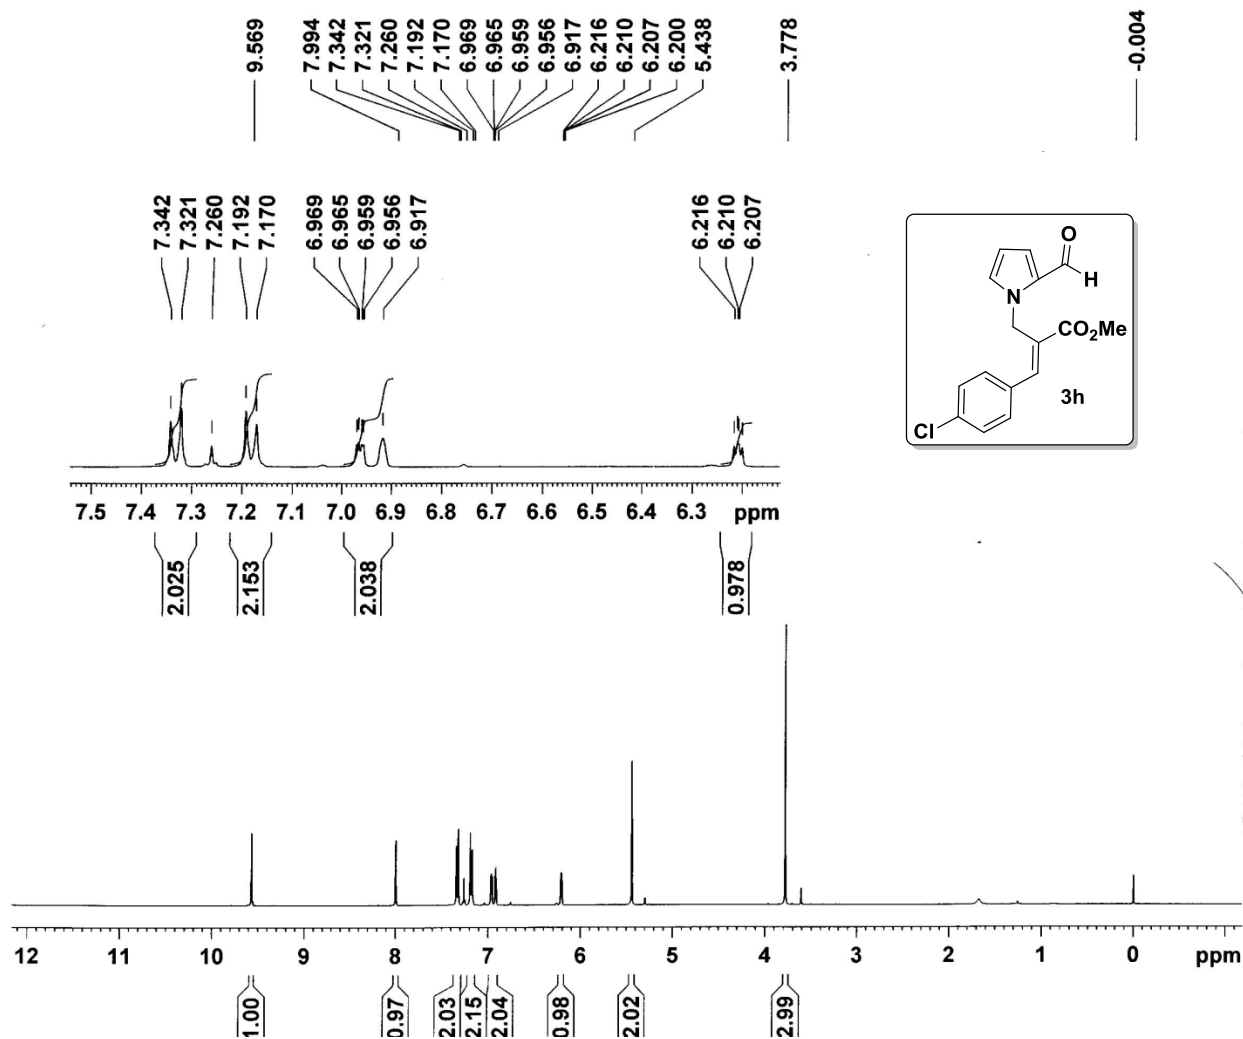 9.569 7.994 7.342 7.321 7.260 7.192 7.170 6.969 6.965 6.959 6.956 6.917 6.216 6.210 6.207 6.200 5.438 3.778 -0.004
7.342 7.321 7.260 7.192 7.170 6.969 6.965 6.959 6.956 6.917 6.216 6.210 6.207
O
H
N
CO2Me
3h
Cl
7.5 7.4 7.3 7.2 7.1 7.0 6.9 6.8 6.7 6.6 6.5 6.4 6.3 ppm
2.025 2.153 2.038 0.978
12 11 10 9 8 7 6 5 4 3 2 1 0 ppm
1.00 0.97 2.03 2.15 2.04 0.98 2.02 2.99